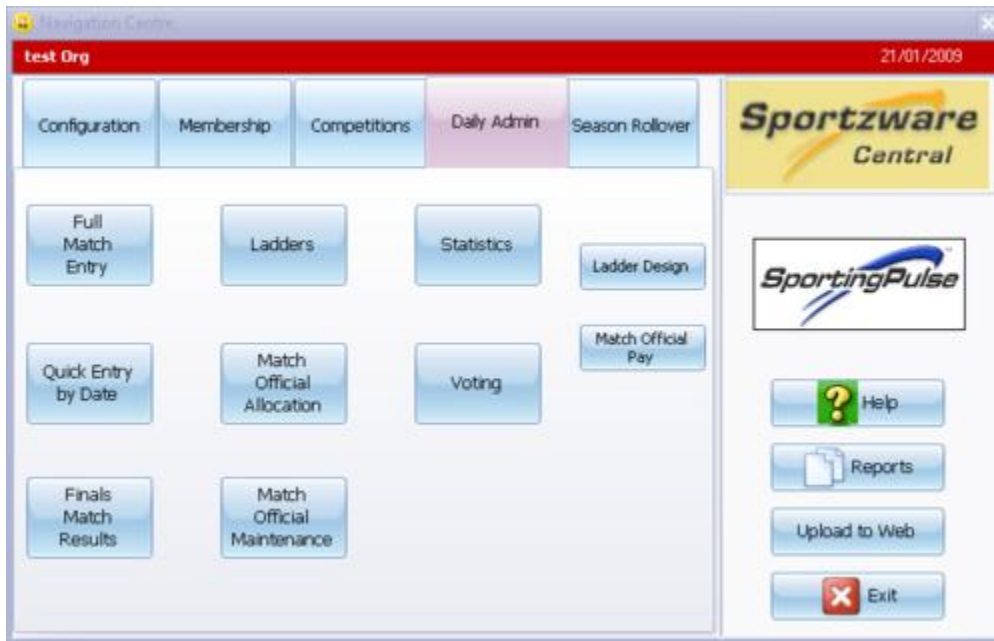 Navigation Centre
test Org
21/01/2009
Configuration
Membership
Competitions
Daily Admin
Season Rollover
Sportzware
Central
Full
Match
Entry
Ladders
Statistics
Ladder Design
SportingPulse
Match Official
Pay
Quick Entry
by Date
Match
Official
Allocation
Voting
Help
Reports
Finals
Match
Results
Match
Official
Maintenance
Upload to Web
Exit